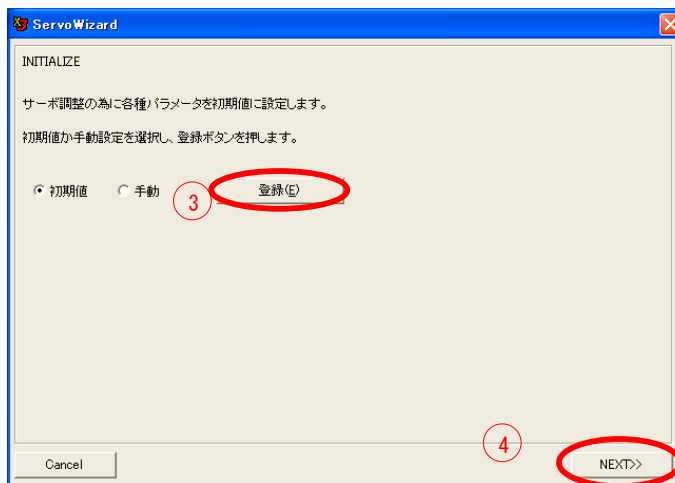 ServoWizard
INITIALIZE
サーボ調整の為に各種パラメータを初期値に設定します。
初期値か手動設定を選択し、登録ボタンを押します。
初期値 手動 ③ 登録(E)
④
Cancel NEXT>>